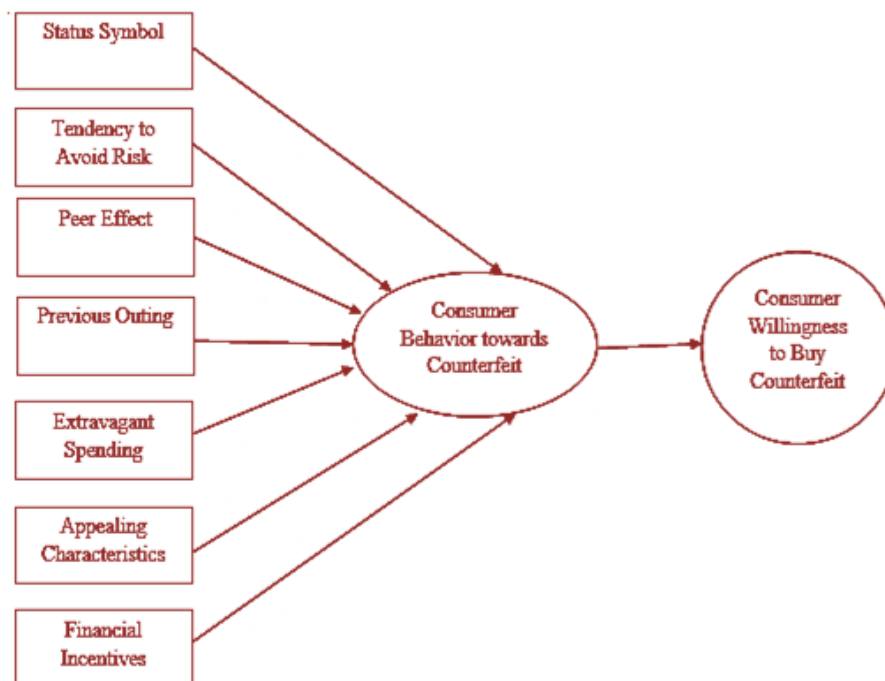 Status Symbol
Tendency to
Avoid Risk
Peer Effect
Previous Outing
Extravagant
Spending
Appealing
Characteristics
Financial
Incentives
Consumer
Behavior towards
Counterfeit
Consumer
Willingness
to Buy
Counterfeit